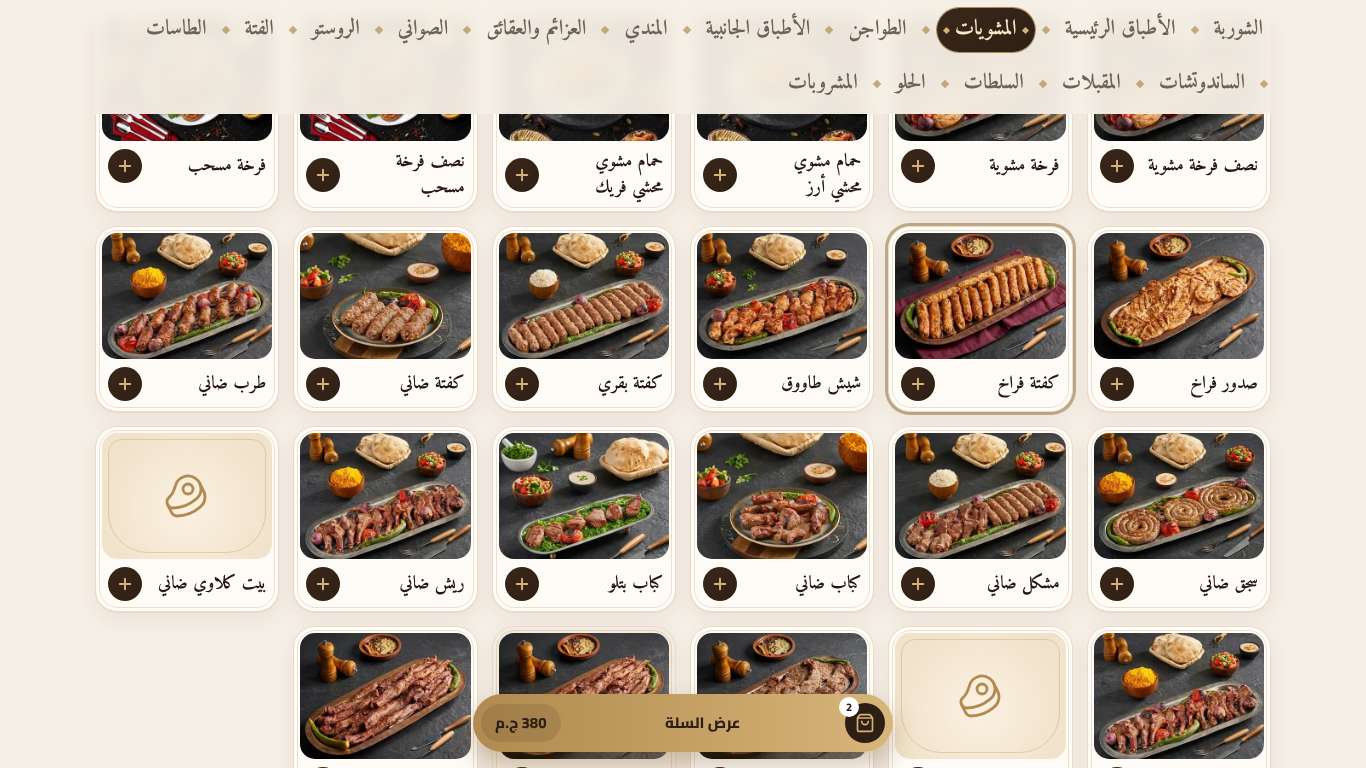 الشوربة
الأطباق الرئيسية
المشويات
الطواجن
الأطباق الجانبية
المندي
العزائم والعقائق
الصواني
الروستو
الفتة
الطاسات
الساندوتشات
المقبلات
السلطات
الحلو
المشروبات
نصف فرخة مشوية
فرخة مشوية
حمام مشوي
محشي أرز
حمام مشوي
محشي فريك
نصف فرخة
مسحب
فرخة مسحب
صدور فراخ
كفتة فراخ
شيش طاووق
كفتة بقري
كفتة ضاني
طرب ضاني
سجق ضاني
مشكل ضاني
كباب ضاني
كباب بتلو
ريش ضاني
بيت كلاوي ضاني
2
عرض السلة
380 ج.م